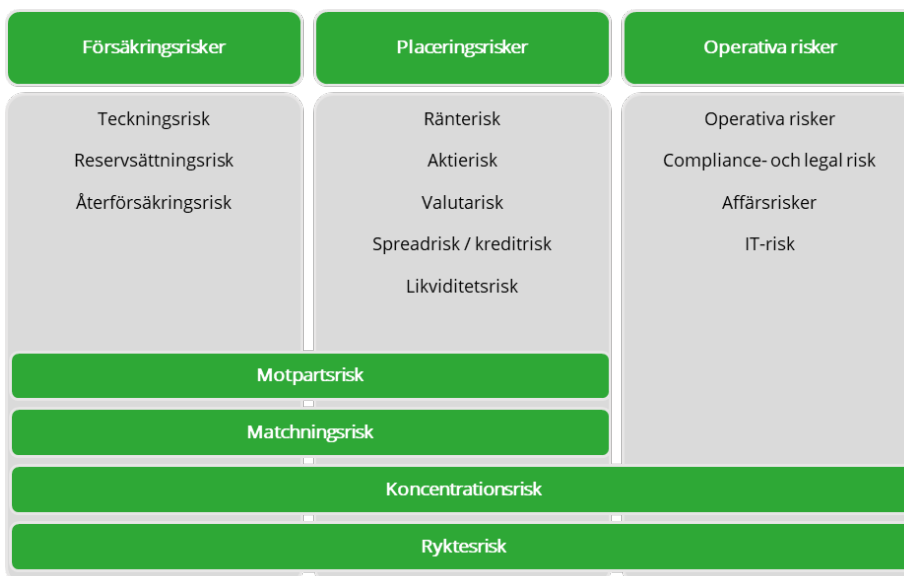 Försäkringsrisker
Placeringsrisker
Operativa risker
Teckningsrisk
Reservsättningsrisk
Återförsäkringsrisk
Ränterisk
Aktierisk
Valutarisk
Spreadrisk / kreditrisk
Likviditetsrisk
Operativa risker
Compliance- och legal risk
Affärsrisker
IT-risk
Motpartsrisk
Matchningsrisk
Koncentrationsrisk
Ryktesrisk